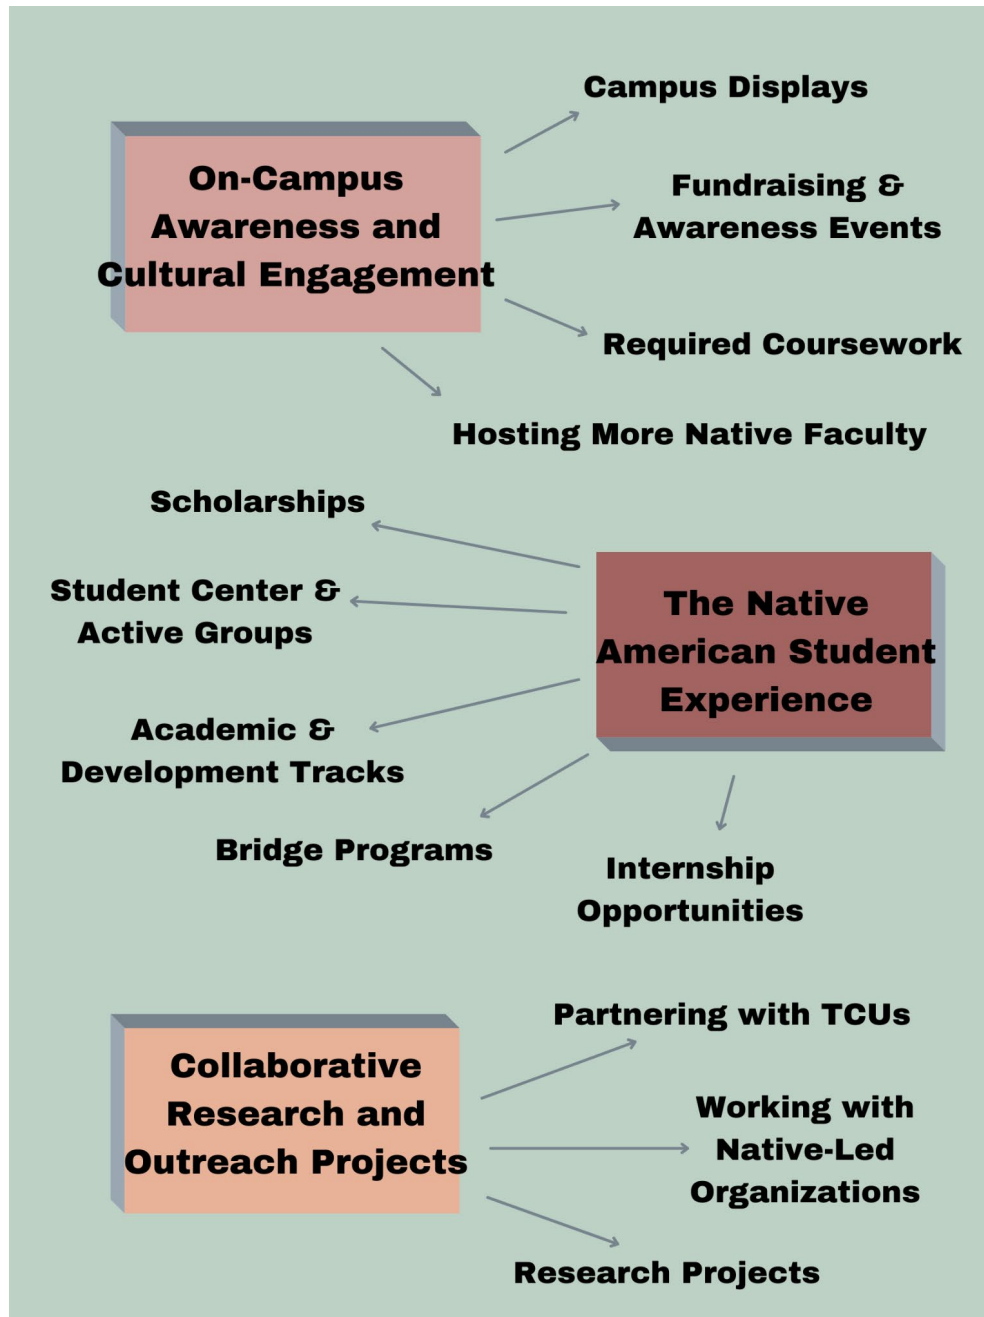 On-Campus
Awareness and
Cultural Engagement
Campus Displays
Fundraising &
Awareness Events
Required Coursework
Hosting More Native Faculty
The Native
American Student
Experience
Scholarships
Student Center &
Active Groups
Academic &
Development Tracks
Bridge Programs
Internship
Opportunities
Collaborative
Research and
Outreach Projects
Partnering with TCUs
Working with
Native-Led
Organizations
Research Projects